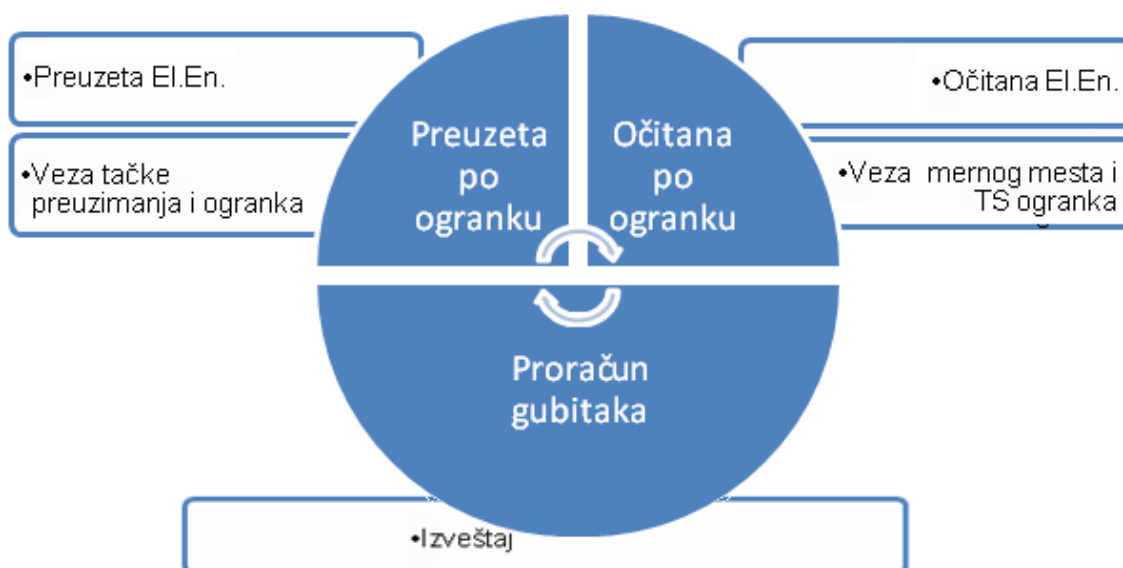 •Preuzeta El.En.
•Veza tačke
preuzimanja i ogranka
Preuzeta
po
ogranku
Očitana
po
ogranku
•Očitana El.En.
•Veza mernog mesta i
TS ogranka
Proračun
gubitaka
•Izveštaj